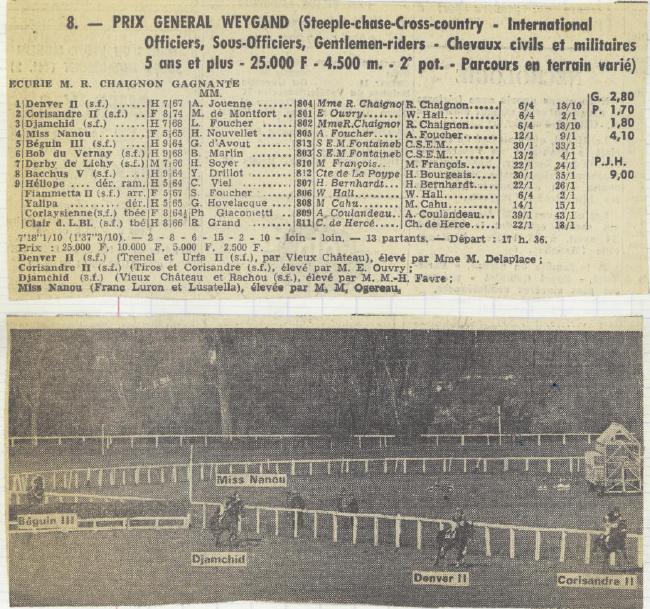 8. — PRIX GENERAL WEYGAND (Steeple-chase-Cross-country - International
Officiers, Sous-Officiers, Gentlemen-riders - Chevaux civils et militaires
5 ans et plus - 25.000 F - 4.500 m. - 2e pot. - Parcours en terrain varié)
ECURIE M. R. CHAIGNON GAGNANTE
MM.
1 Denver II (s.f.) ...... H 7 67 A. Jouenne .... 804 Mme R. Chaigno R. Chaignon...... 6/4 18/10 G. 2,80
2 Corisandre II (s.f.) .. F 8 74 M. de Montfort . 801 E. Ouvry...... W. Hall........ 6/4 2/1 P. 1,70
3 Djamchid (s.f.) ...... H 7 68 L. Foucher .... 802 Mme R. Chaigno R. Chaignon...... 6/4 18/10 1,80
4 Miss Nanou ...... F 5 65 H. Nouvellet ... 805 A. Foucher... A. Foucher...... 12/1 9/1 4,10
5 Béguin III (s.f.) .... H 9 64 G. d'Avout .... 813 S E.M.Fontaineb C.S.E.M........ 30/1 33/1
6 Bob du Vernay (s.f.) H 9 68 B. Marlin .... 803 S E.M.Fontaineb C.S.E.M........ 13/2 4/1
7 Derby de Lichy (s.f.) M 7 66 H. Soyer .... 810 M. François.. M. François.... 22/1 24/1 P.J.H.
8 Bacchus V (s.f.) .... H 9 Y. Drillot .... 812 Cte de La Poype H. Bourgeais.... 30/1 35/1 9,00
9 Héliope .... dér. ram. H 5 64 C. Viel .... 807 H. Bernhardt.. H. Bernhardt.... 22/1 26/1
Fiammetta II (s.f.) arr. F 5 67 S. Foucher .... 806 W. Hall.... W. Hall........ 6/4 2/1
Yallpa .... dér. H 5 65 G. Hovelacque .. 808 M Cahu.... M. Cahu........ 14/1 15/1
Corlaysienne (s.f.) tbée F 8 Ph Giacometti .. 809 A. Coulandeau.. A. Coulandeau... 39/1 43/1
Clair d. L.Bl. (s.f.) tbé H 8 66 R. Grand .... 811 C. de Hercé.. Ch. de Herce.... 22/1 18/1
7'18"1/10 (1'37"3/10). — 2 - 8 - 6 - 15 - 2 - 10 - loin - loin. — 13 partants. — Départ : 17 h. 36.
Prix : 25.000 F, 10.000 F, 5.000 F, 2.500 F.
Denver II (s.f.) (Trenel et Urfa II (s.f.), par Vieux Château), élevé par Mme M. Delaplace ;
Corisandre II (s.f.) (Tiros et Corisandre (s.f.), élevé par M. E. Ouvry ;
Djamchid (s.f.) (Vieux Château et Rachou (s.f.), élevé par M. M.-H. Favre ;
Miss Nanou (Franc Luron et Lusatella), élevée par M. M. Ogereau.
Miss Nanou
Béguin III
Djamchid
Denver II
Corisandre II